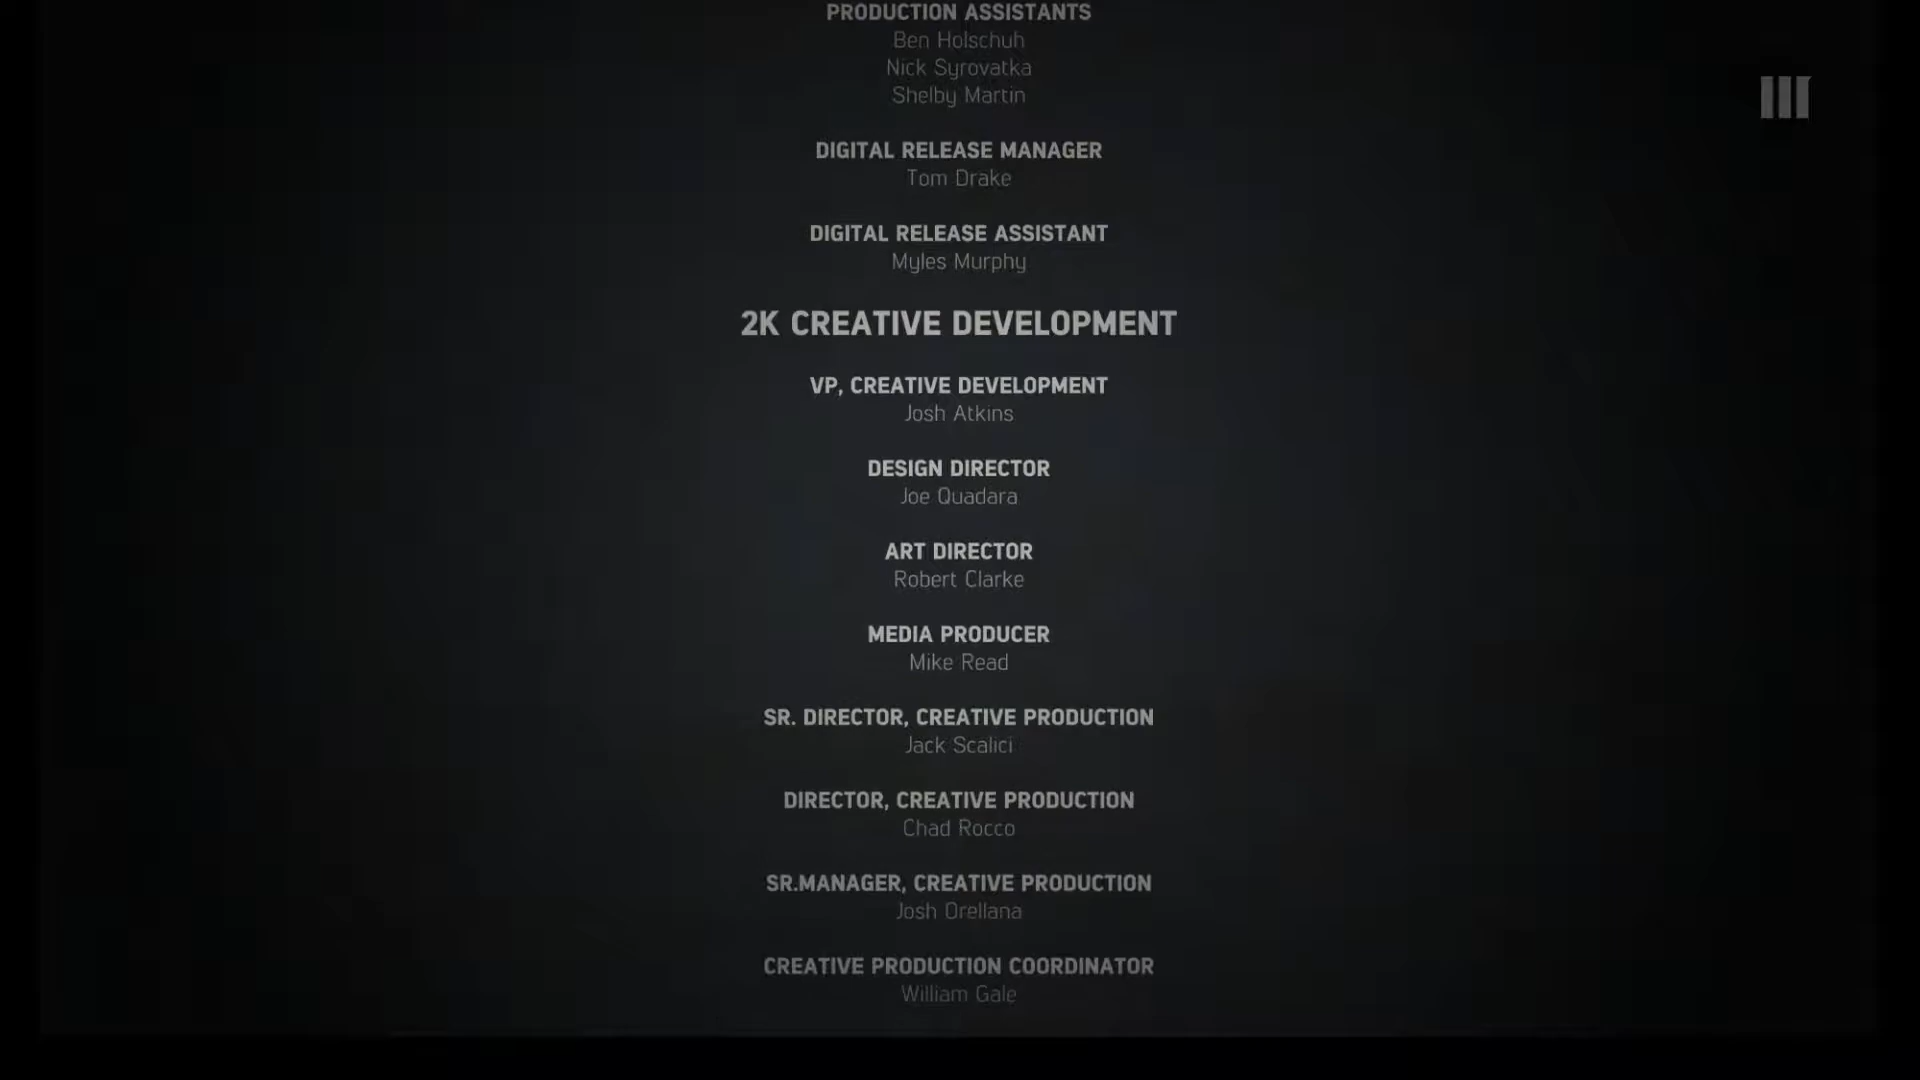 PRODUCTION ASSISTANTS
Ben Holschuh
Nick Syrovatka
Shelby Martin
DIGITAL RELEASE MANAGER
Tom Drake
DIGITAL RELEASE ASSISTANT
Myles Murphy
2K CREATIVE DEVELOPMENT
VP, CREATIVE DEVELOPMENT
Josh Atkins
DESIGN DIRECTOR
Joe Quadara
ART DIRECTOR
Robert Clarke
MEDIA PRODUCER
Mike Read
SR. DIRECTOR, CREATIVE PRODUCTION
Jack Scalici
DIRECTOR, CREATIVE PRODUCTION
Chad Rocco
SR.MANAGER, CREATIVE PRODUCTION
Josh Orellana
CREATIVE PRODUCTION COORDINATOR
William Gale